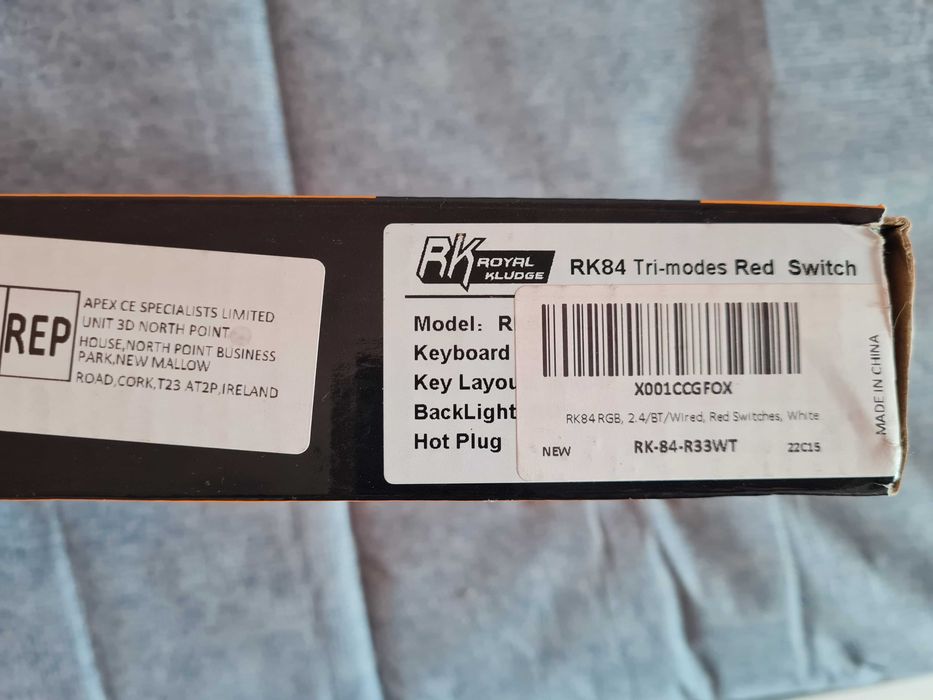 REP
APEX CE SPECIALISTS LIMITED
UNIT 3D NORTH POINT
HOUSE,NORTH POINT BUSINESS
PARK,NEW MALLOW
ROAD,CORK,T23 AT2P,IRELAND
RK ROYAL KLUDGE
RK84 Tri-modes Red Switch
Model: R
Keyboard
Key Layou
BackLight
Hot Plug
X001CCGFOX
RK84 RGB, 2.4/BT/Wired, Red Switches, White
NEW RK-84-R33WT 22C15
MADE IN CHINA